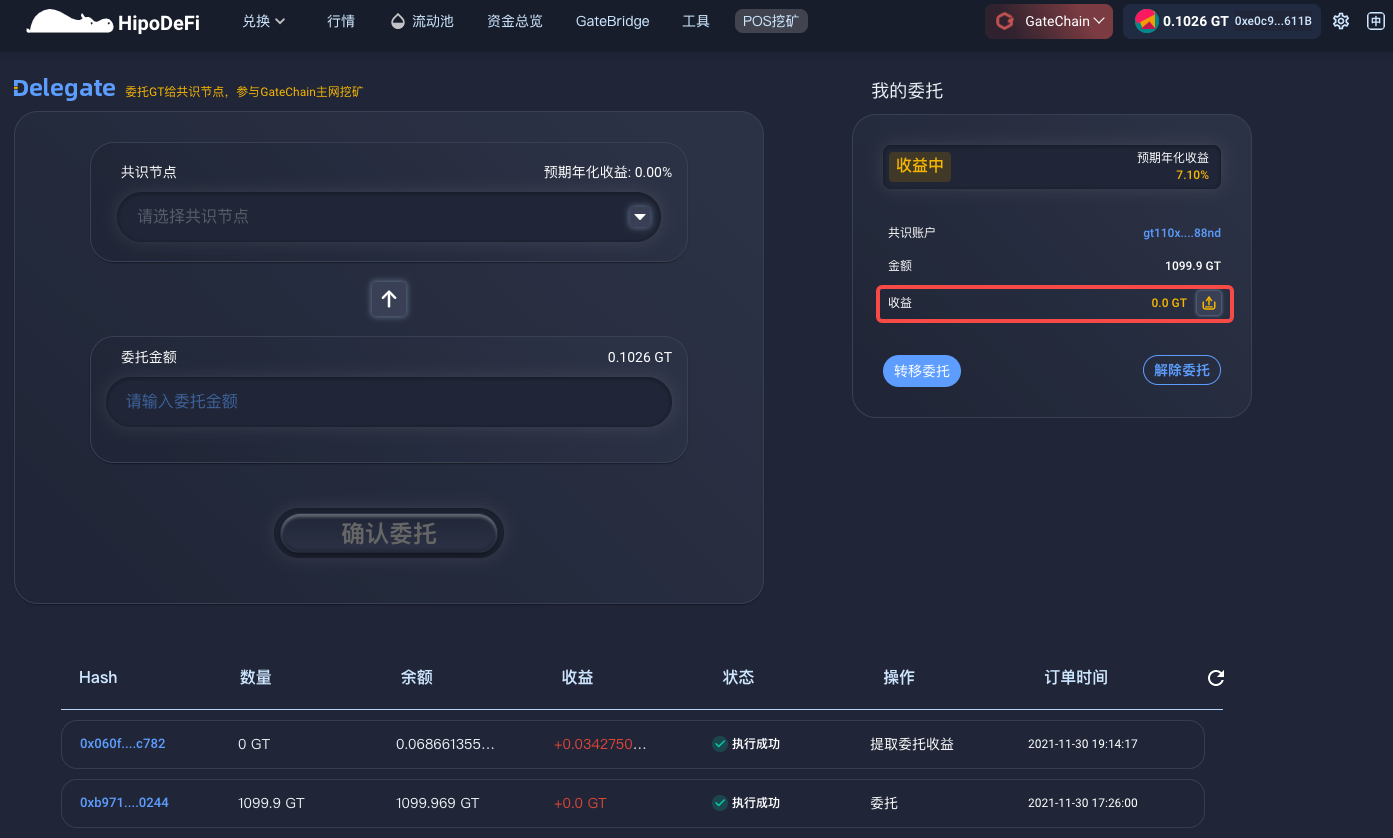 HipoDeFi
兑换
行情
流动池
资金总览
GateBridge
工具
POS挖矿
GateChain
0.1026 GT
0xe0c9...611B
中
Delegate
委托GT给共识节点，参与GateChain主网挖矿
共识节点
预期年化收益: 0.00%
请选择共识节点
委托金额
0.1026 GT
请输入委托金额
确认委托
我的委托
收益中
预期年化收益
7.10%
共识账户
gt110x....88nd
金额
1099.9 GT
收益
0.0 GT
转移委托
解除委托
Hash
数量
余额
收益
状态
操作
订单时间
0x060f....c782
0 GT
0.068661355...
+0.0342750...
执行成功
提取委托收益
2021-11-30 19:14:17
0xb971....0244
1099.9 GT
1099.969 GT
+0.0 GT
执行成功
委托
2021-11-30 17:26:00